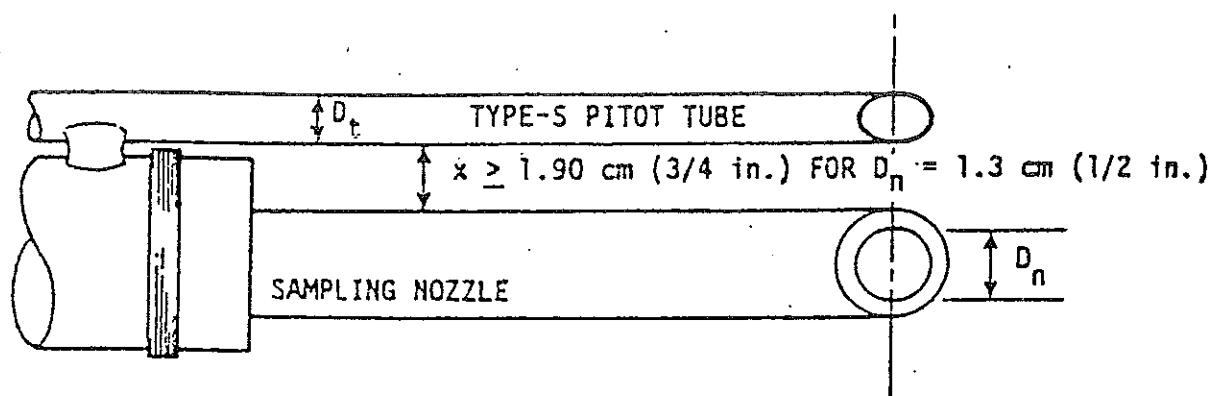 D_t
TYPE-S PITOT TUBE
x ≥ 1.90 cm (3/4 in.) FOR D_n = 1.3 cm (1/2 in.)
D_n
SAMPLING NOZZLE